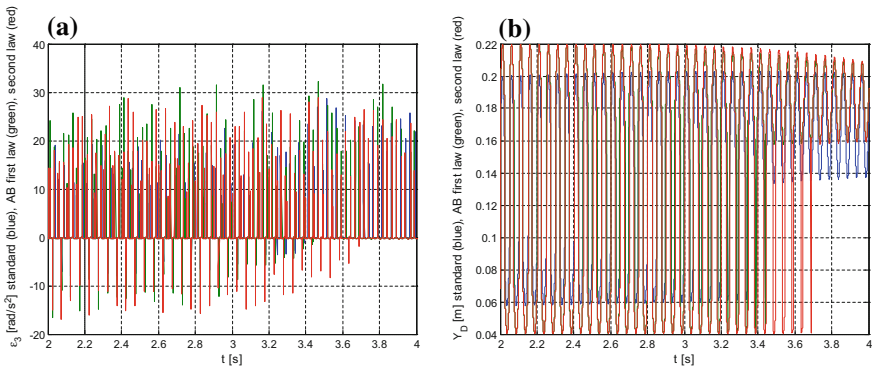 (a)
ε3 [rad/s²] standard (blue), AB first law (green), second law (red)
40
30
20
10
0
-10
-20
2 2.2 2.4 2.6 2.8 3 3.2 3.4 3.6 3.8 4
t [s]
(b)
YD [m] standard (blue), AB first law (green), second law (red)
0.22
0.2
0.18
0.16
0.14
0.12
0.1
0.08
0.06
0.04
2 2.2 2.4 2.6 2.8 3 3.2 3.4 3.6 3.8 4
t [s]